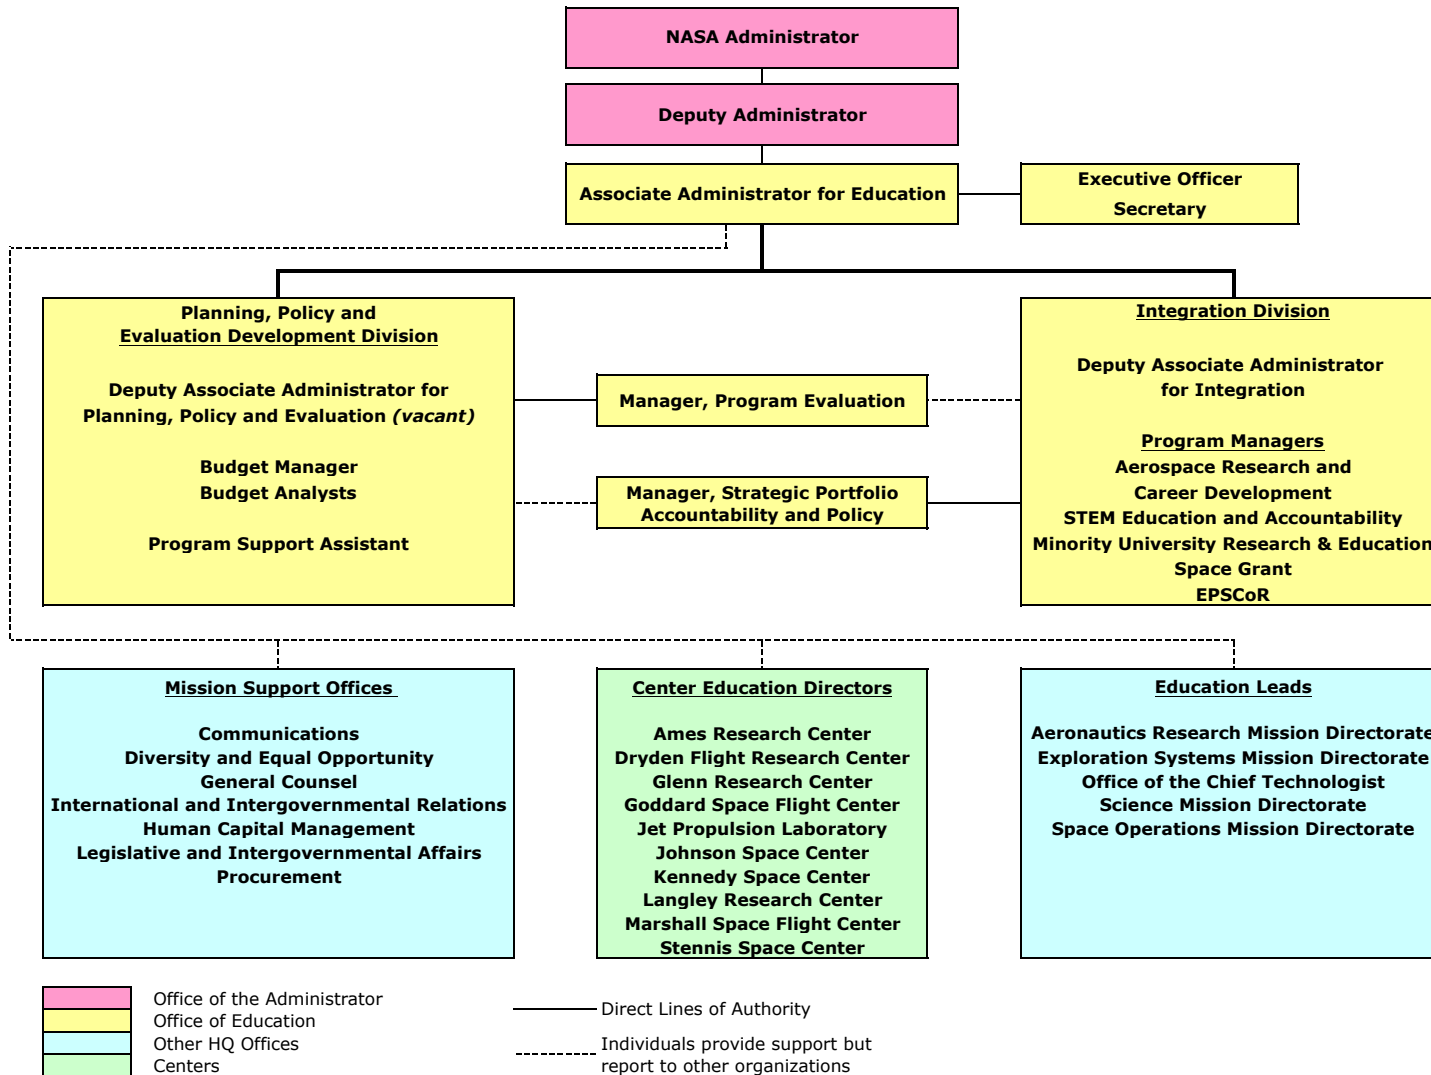 NASA Administrator
Deputy Administrator
Associate Administrator for Education
Executive Officer
Secretary
Planning, Policy and
Evaluation Development Division
Deputy Associate Administrator for
Planning, Policy and Evaluation (vacant)
Budget Manager
Budget Analysts
Program Support Assistant
Manager, Program Evaluation
Manager, Strategic Portfolio
Accountability and Policy
Integration Division
Deputy Associate Administrator
for Integration
Program Managers
Aerospace Research and
Career Development
STEM Education and Accountability
Minority University Research & Education
Space Grant
EPSCoR
Mission Support Offices
Communications
Diversity and Equal Opportunity
General Counsel
International and Intergovernmental Relations
Human Capital Management
Legislative and Intergovernmental Affairs
Procurement
Center Education Directors
Ames Research Center
Dryden Flight Research Center
Glenn Research Center
Goddard Space Flight Center
Jet Propulsion Laboratory
Johnson Space Center
Kennedy Space Center
Langley Research Center
Marshall Space Flight Center
Stennis Space Center
Education Leads
Aeronautics Research Mission Directorate
Exploration Systems Mission Directorate
Office of the Chief Technologist
Science Mission Directorate
Space Operations Mission Directorate
Office of the Administrator
Office of Education
Other HQ Offices
Centers
Direct Lines of Authority
Individuals provide support but
report to other organizations